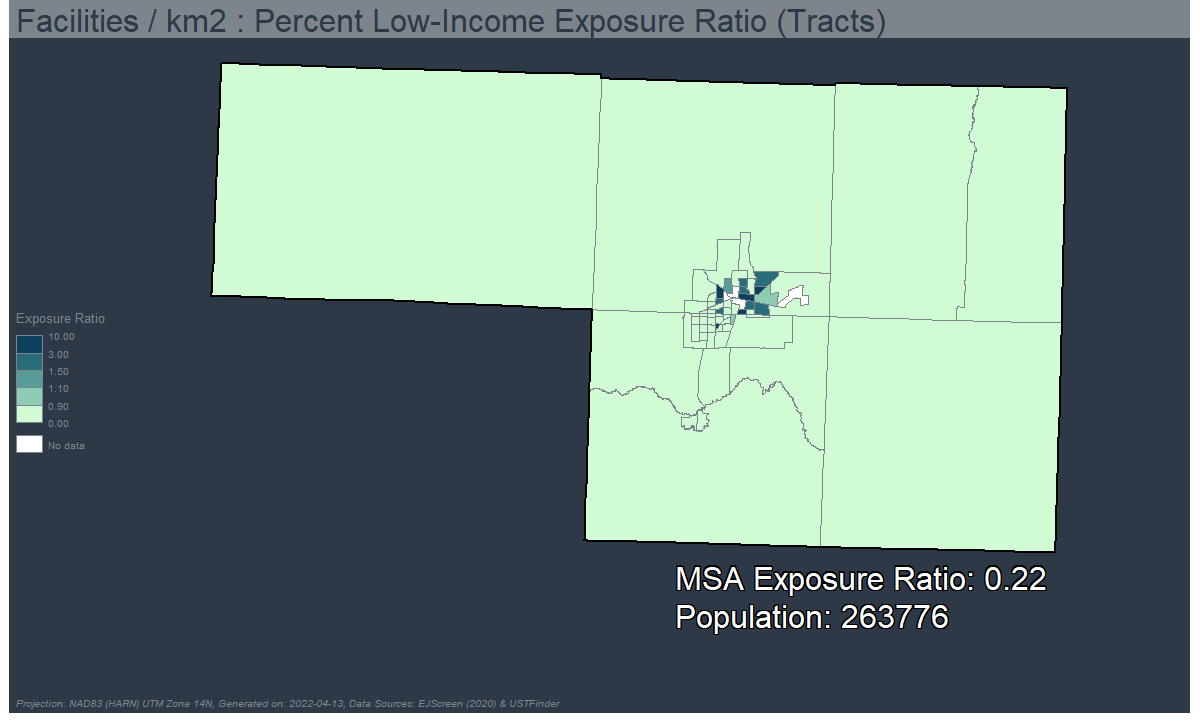 Facilities / km2 : Percent Low-Income Exposure Ratio (Tracts)
Exposure Ratio
10.00
3.00
1.50
1.10
0.90
0.00
No data
MSA Exposure Ratio: 0.22
Population: 263776
Projection: NAD83 (HARN) UTM Zone 14N, Generated on: 2022-04-13, Data Sources: EJScreen (2020) & USTFinder